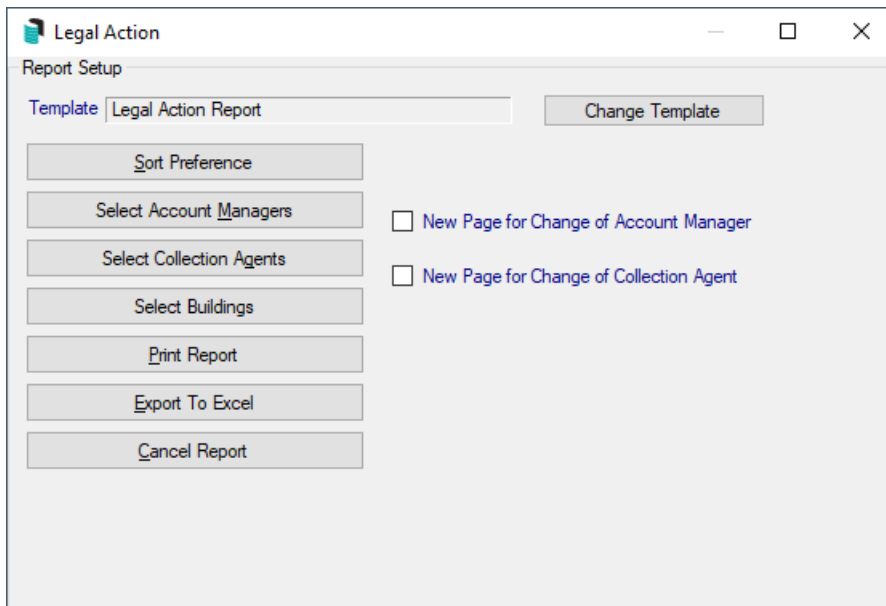 Legal Action
Report Setup
Template Legal Action Report Change Template
Sort Preference
Select Account Managers
New Page for Change of Account Manager
Select Collection Agents
New Page for Change of Collection Agent
Select Buildings
Print Report
Export To Excel
Cancel Report